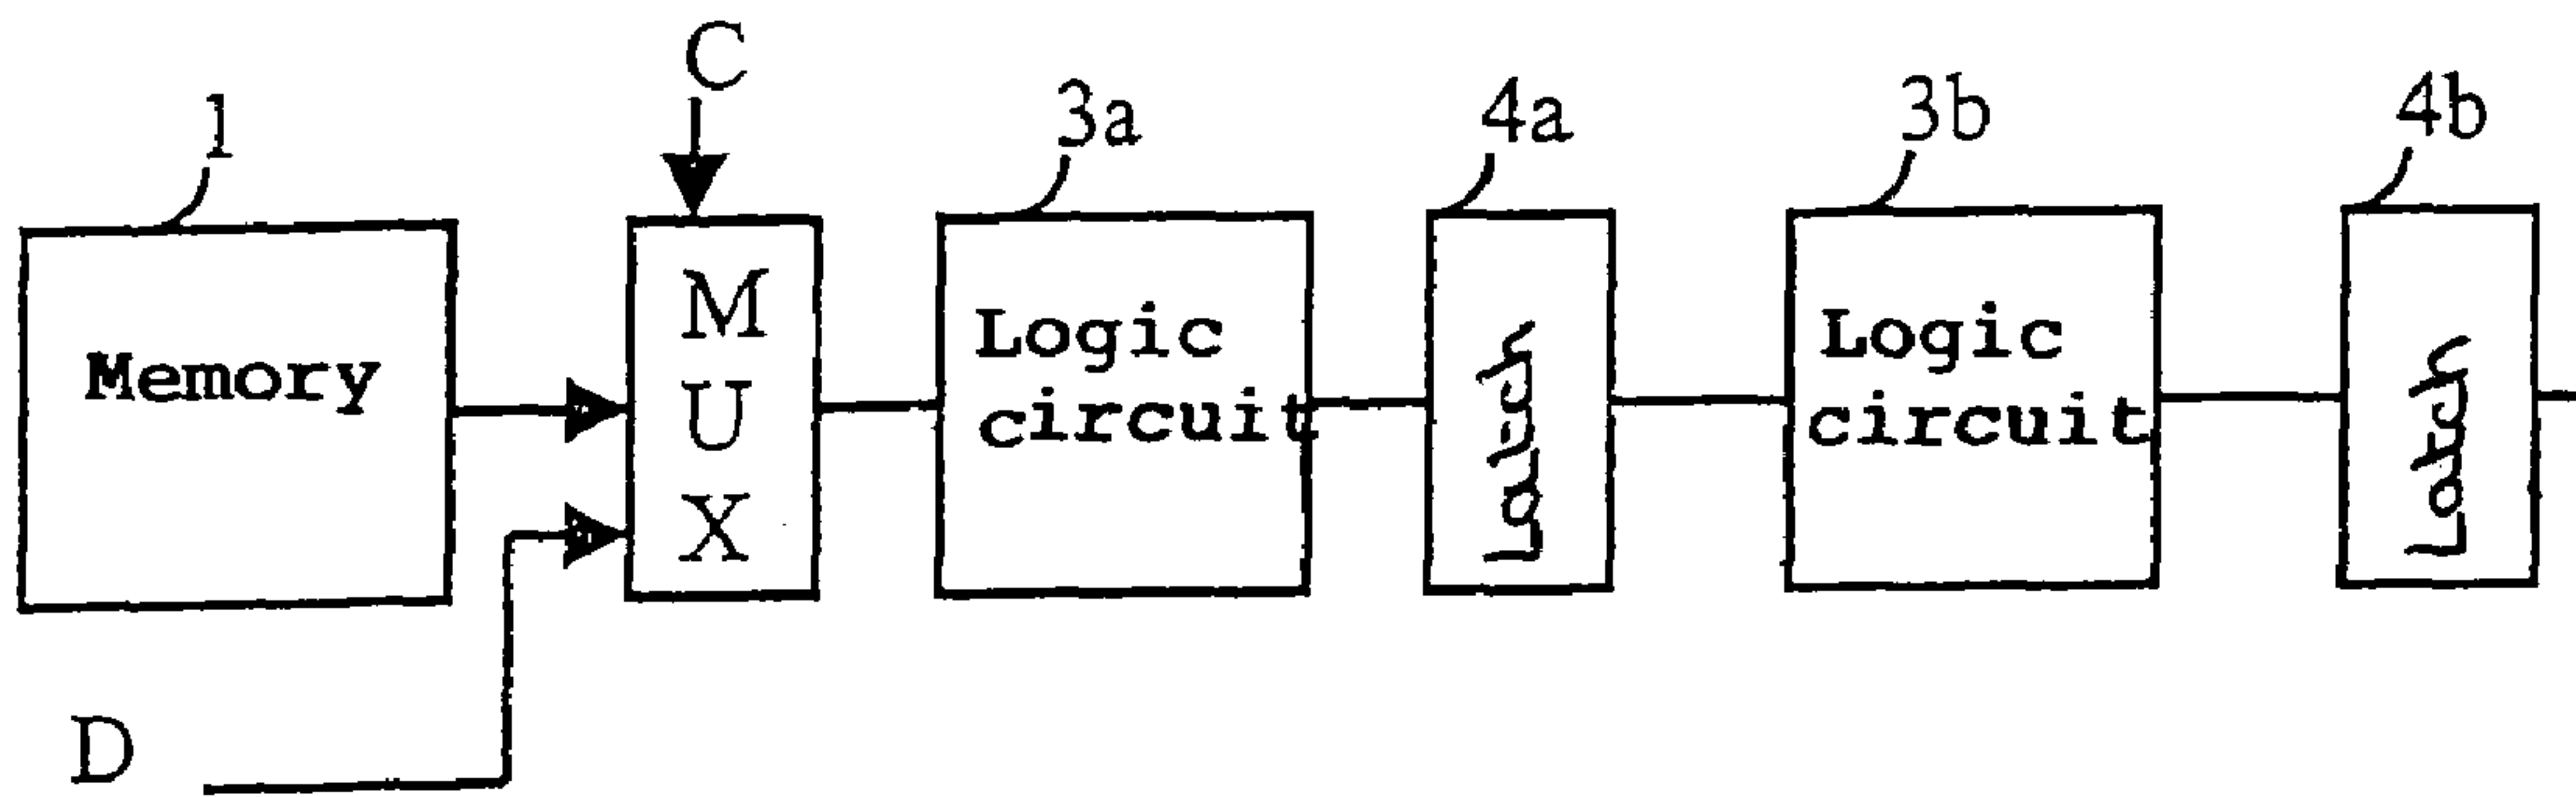 C
1
3a
4a
3b
4b
Memory
M
U
X
Logic
circuit
Latch
Logic
circuit
Latch
D